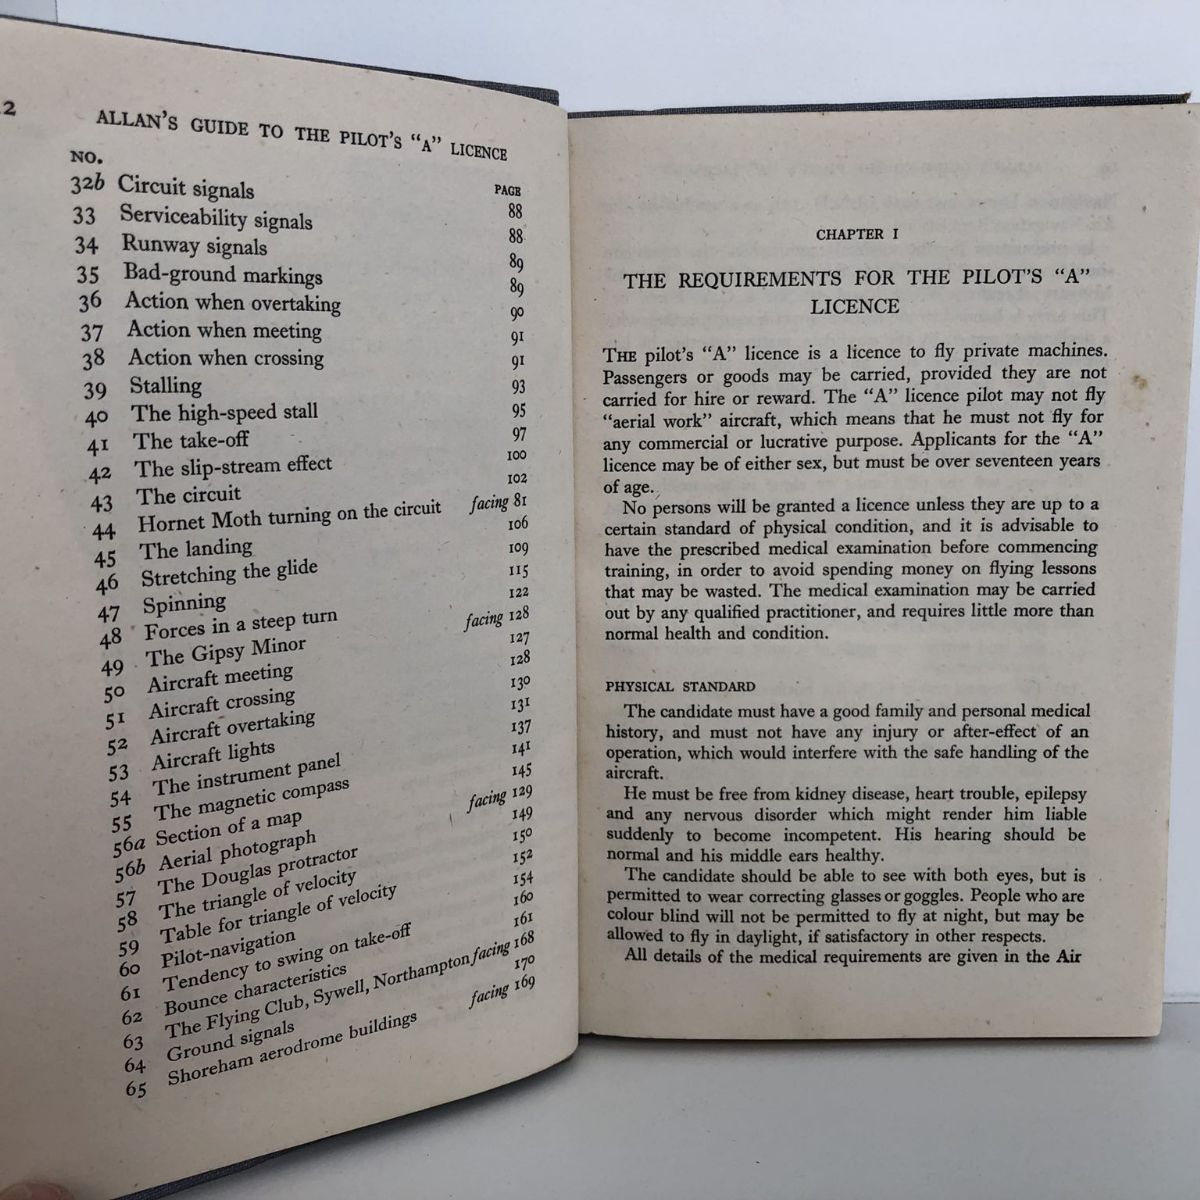 2 ALLAN'S GUIDE TO THE PILOT'S "A" LICENCE
NO. PAGE
32b Circuit signals 88
33 Serviceability signals 88
34 Runway signals 89
35 Bad-ground markings 89
36 Action when overtaking 90
37 Action when meeting 91
38 Action when crossing 91
39 Stalling 93
40 The high-speed stall 95
41 The take-off 97
42 The slip-stream effect 100
43 The circuit 102
44 Hornet Moth turning on the circuit facing 81
45 The landing 106
46 Stretching the glide 109
47 Spinning 115
48 Forces in a steep turn 122
49 The Gipsy Minor facing 128
50 Aircraft meeting 127
51 Aircraft crossing 128
52 Aircraft overtaking 130
53 Aircraft lights 131
54 The instrument panel 137
55 The magnetic compass 141
56a Section of a map 145
56b Aerial photograph facing 129
57 The Douglas protractor 149
58 The triangle of velocity 150
59 Table for triangle of velocity 152
60 Pilot-navigation 154
61 Tendency to swing on take-off 160
62 Bounce characteristics 161
63 The Flying Club, Sywell, Northampton facing 168
64 Ground signals 170
65 Shoreham aerodrome buildings facing 169
CHAPTER I
THE REQUIREMENTS FOR THE PILOT'S "A"
LICENCE
THE pilot's "A" licence is a licence to fly private machines.
Passengers or goods may be carried, provided they are not
carried for hire or reward. The "A" licence pilot may not fly
"aerial work" aircraft, which means that he must not fly for
any commercial or lucrative purpose. Applicants for the "A"
licence may be of either sex, but must be over seventeen years
of age.
No persons will be granted a licence unless they are up to a
certain standard of physical condition, and it is advisable to
have the prescribed medical examination before commencing
training, in order to avoid spending money on flying lessons
that may be wasted. The medical examination may be carried
out by any qualified practitioner, and requires little more than
normal health and condition.
PHYSICAL STANDARD
The candidate must have a good family and personal medical
history, and must not have any injury or after-effect of an
operation, which would interfere with the safe handling of the
aircraft.
He must be free from kidney disease, heart trouble, epilepsy
and any nervous disorder which might render him liable
suddenly to become incompetent. His hearing should be
normal and his middle ears healthy.
The candidate should be able to see with both eyes, but is
permitted to wear correcting glasses or goggles. People who are
colour blind will not be permitted to fly at night, but may be
allowed to fly in daylight, if satisfactory in other respects.
All details of the medical requirements are given in the Air